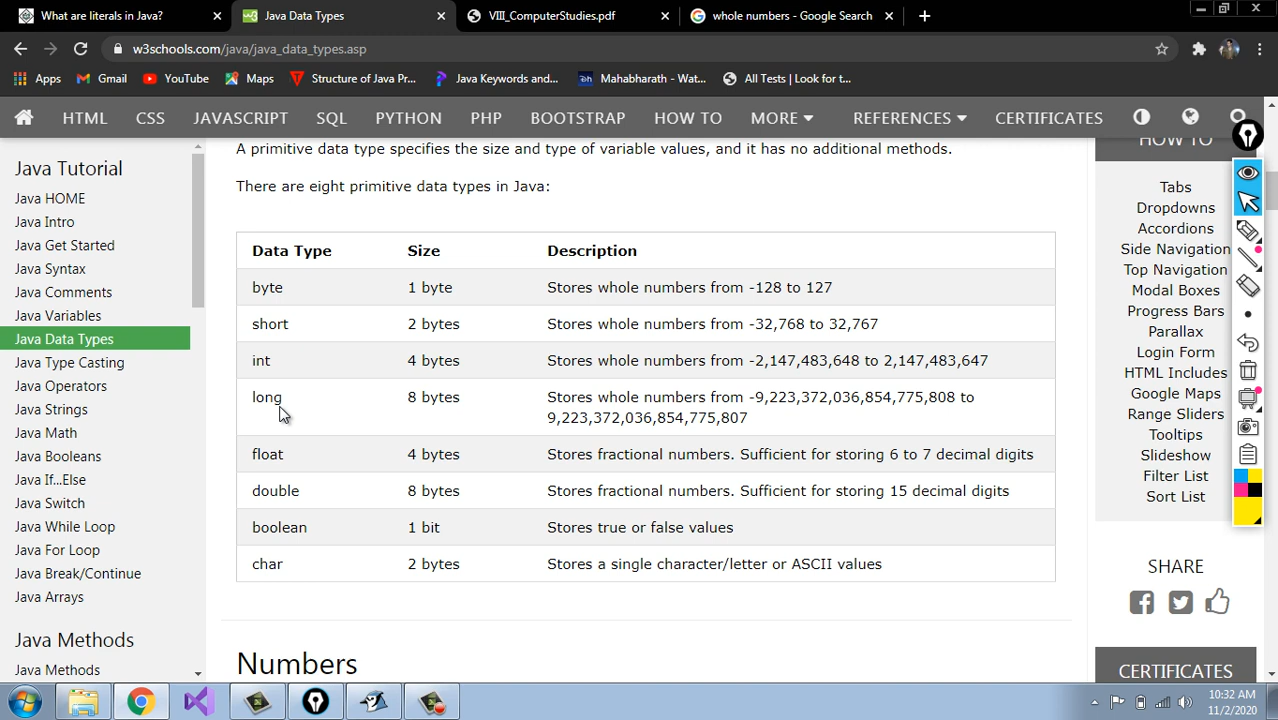 What are literals in Java?
Java Data Types
VIII_ComputerStudies.pdf
whole numbers - Google Search
w3schools.com/java/java_data_types.asp
Apps
Gmail
YouTube
Maps
Structure of Java Pr...
Java Keywords and...
Mahabharath - Wat...
All Tests | Look for t...
HTML
CSS
JAVASCRIPT
SQL
PYTHON
PHP
BOOTSTRAP
HOW TO
MORE
REFERENCES
CERTIFICATES
Java Tutorial
Java HOME
Java Intro
Java Get Started
Java Syntax
Java Comments
Java Variables
Java Data Types
Java Type Casting
Java Operators
Java Strings
Java Math
Java Booleans
Java If...Else
Java Switch
Java While Loop
Java For Loop
Java Break/Continue
Java Arrays
Java Methods
Java Methods
A primitive data type specifies the size and type of variable values, and it has no additional methods.
There are eight primitive data types in Java:
Data Type Size Description
byte 1 byte Stores whole numbers from -128 to 127
short 2 bytes Stores whole numbers from -32,768 to 32,767
int 4 bytes Stores whole numbers from -2,147,483,648 to 2,147,483,647
long 8 bytes Stores whole numbers from -9,223,372,036,854,775,808 to
9,223,372,036,854,775,807
float 4 bytes Stores fractional numbers. Sufficient for storing 6 to 7 decimal digits
double 8 bytes Stores fractional numbers. Sufficient for storing 15 decimal digits
boolean 1 bit Stores true or false values
char 2 bytes Stores a single character/letter or ASCII values
Numbers
HOW TO
Tabs
Dropdowns
Accordions
Side Navigation
Top Navigation
Modal Boxes
Progress Bars
Parallax
Login Form
HTML Includes
Google Maps
Range Sliders
Tooltips
Slideshow
Filter List
Sort List
SHARE
CERTIFICATES
10:32 AM
11/2/2020